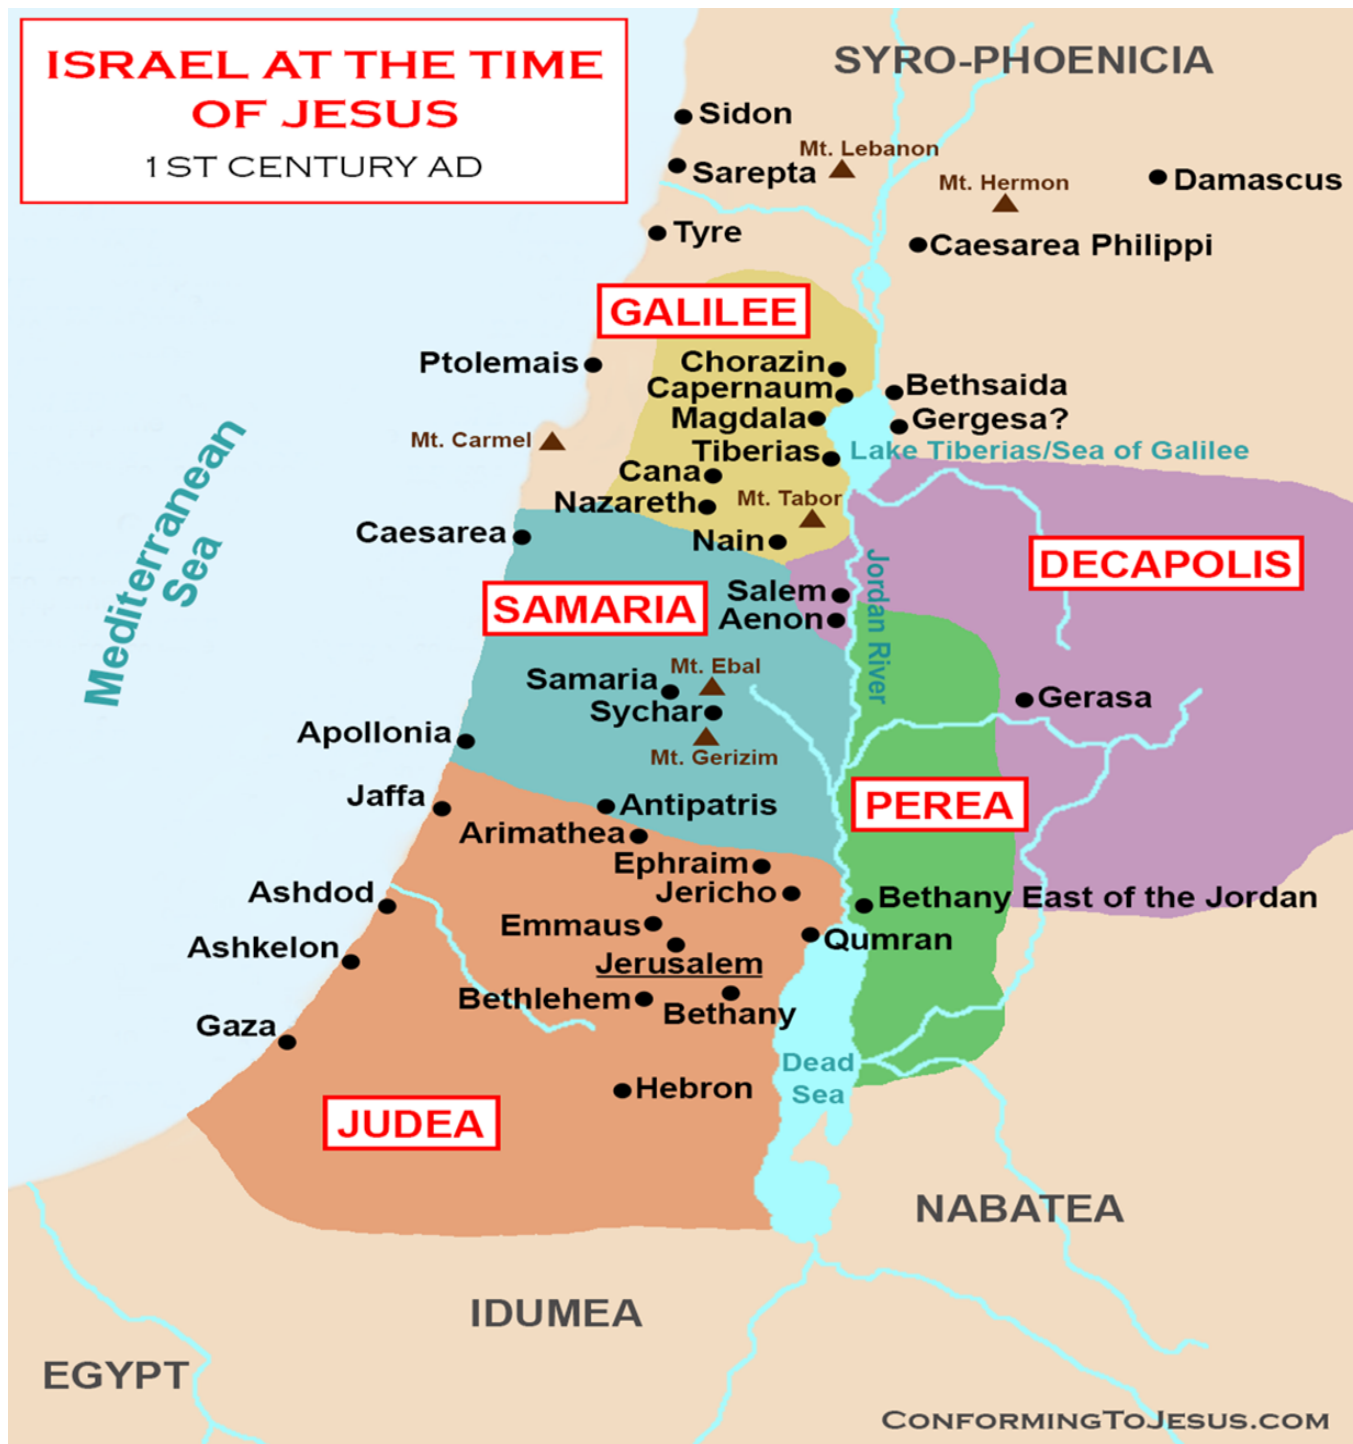 ISRAEL AT THE TIME
OF JESUS
1ST CENTURY AD
SYRO-PHOENICIA
Sidon
Mt. Lebanon
Sarepta
Mt. Hermon
Damascus
Tyre
Caesarea Philippi
GALILEE
Ptolemais
Chorazin
Capernaum
Bethsaida
Magdala
Gergesa?
Mt. Carmel
Tiberias
Lake Tiberias/Sea of Galilee
Cana
Nazareth
Mt. Tabor
Mediterranean
Sea
Caesarea
Nain
DECAPOLIS
Jordan River
SAMARIA
Salem
Aenon
Mt. Ebal
Samaria
Sychar
Gerasa
Apollonia
Mt. Gerizim
Jaffa
Antipatris
PEREA
Arimathea
Ephraim
Jericho
Ashdod
Bethany East of the Jordan
Emmaus
Qumran
Ashkelon
Jerusalem
Bethlehem
Bethany
Gaza
Dead
Sea
Hebron
JUDEA
NABATEA
IDUMEA
EGYPT
CONFORMINGTOJESUS.COM